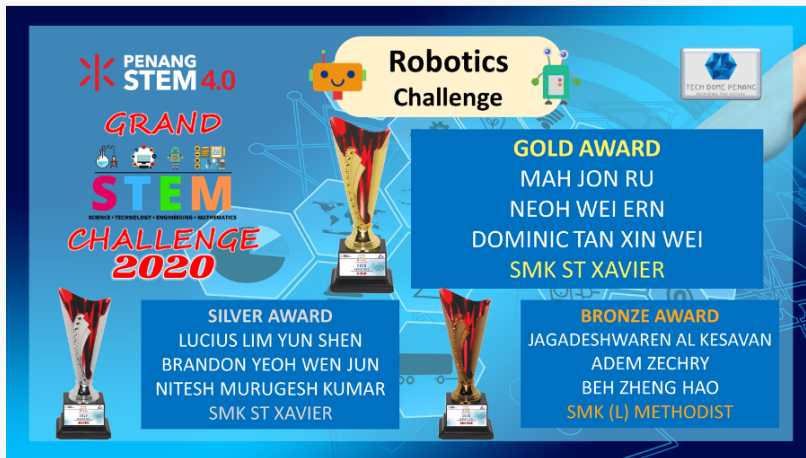 PENANG
STEM 4.0
GRAND
STEM
SCIENCE • TECHNOLOGY • ENGINEERING • MATHEMATICS
CHALLENGE
2020
Robotics
Challenge
TECH DOME PENANG
GOLD AWARD
MAH JON RU
NEOH WEI ERN
DOMINIC TAN XIN WEI
SMK ST XAVIER
SILVER AWARD
LUCIUS LIM YUN SHEN
BRANDON YEOH WEN JUN
NITESH MURUGESH KUMAR
SMK ST XAVIER
BRONZE AWARD
JAGADESHWAREN AL KESAVAN
ADEM ZECHRY
BEH ZHENG HAO
SMK (L) METHODIST